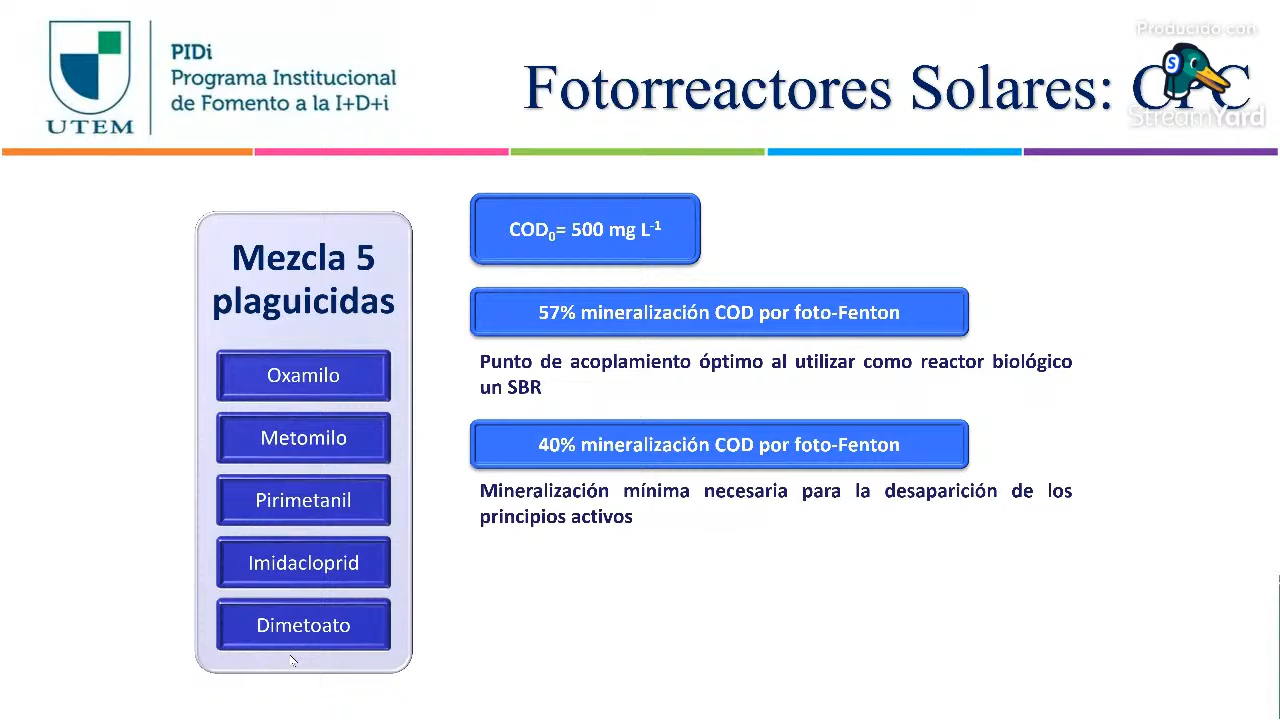 PIDi
Programa Institucional
de Fomento a la I+D+i
UTEM
Fotorreactores Solares: CPC
Producido con
StreamYard
Mezcla 5
plaguicidas
Oxamilo
Metomilo
Pirimetanil
Imidacloprid
Dimetoato
COD₀= 500 mg L⁻¹
57% mineralización COD por foto-Fenton
Punto de acoplamiento óptimo al utilizar como reactor biológico
un SBR
40% mineralización COD por foto-Fenton
Mineralización mínima necesaria para la desaparición de los
principios activos